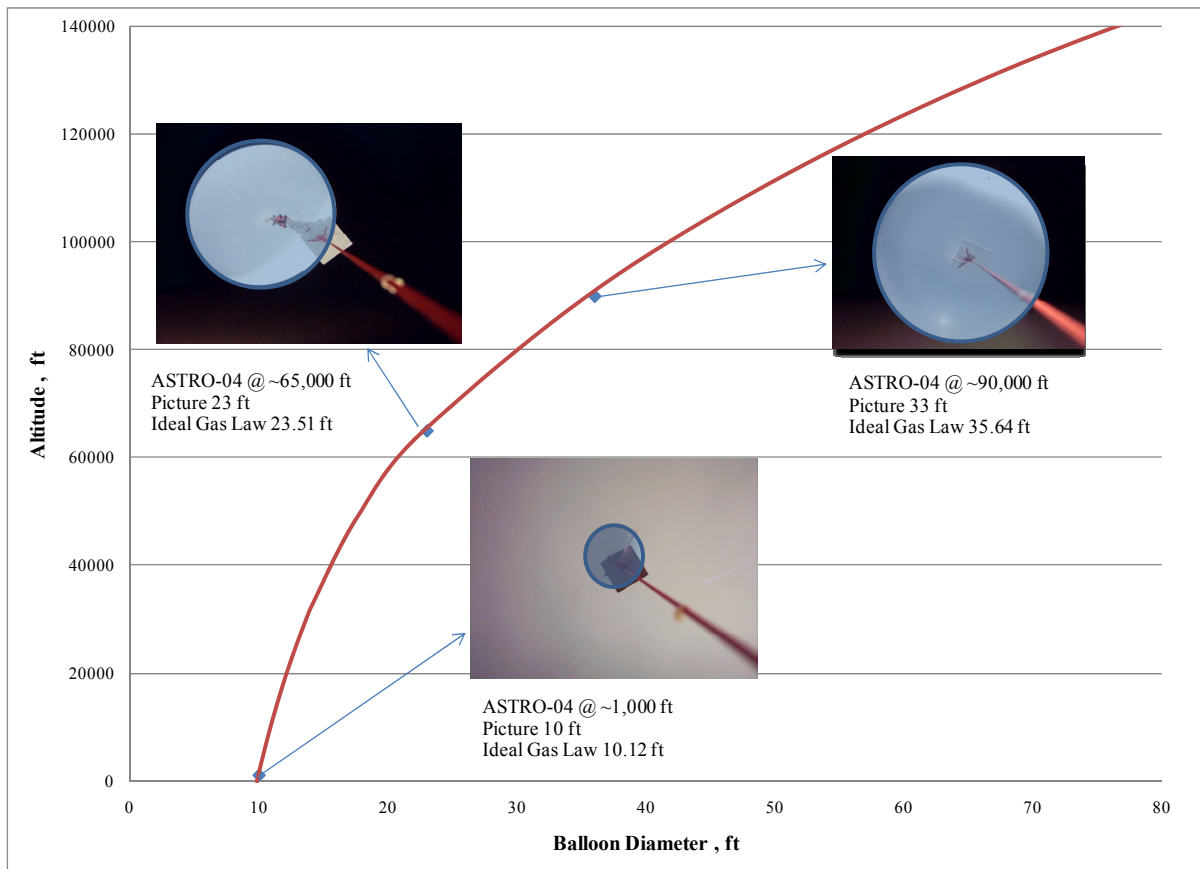 140000
120000
100000
80000
60000
40000
20000
0
Altitude , ft
ASTRO-04 @ ~65,000 ft
Picture 23 ft
Ideal Gas Law 23.51 ft
ASTRO-04 @ ~90,000 ft
Picture 33 ft
Ideal Gas Law 35.64 ft
ASTRO-04 @ ~1,000 ft
Picture 10 ft
Ideal Gas Law 10.12 ft
0 10 20 30 40 50 60 70 80
Balloon Diameter , ft